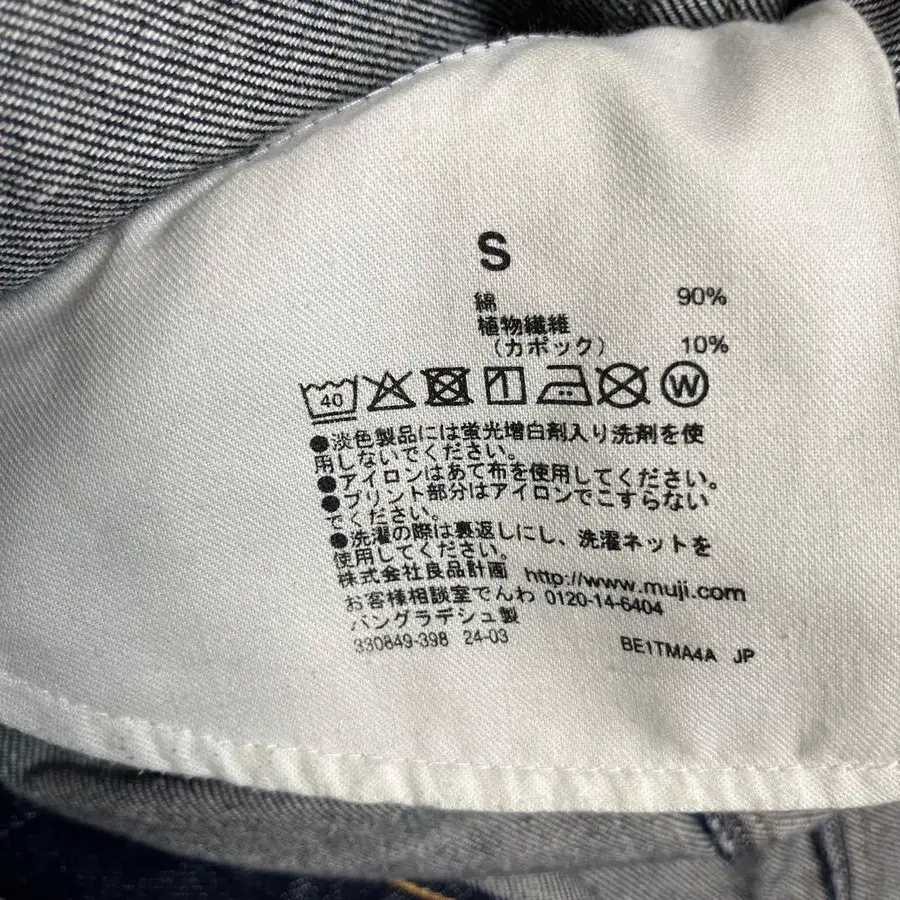 S
綿 90%
植物繊維
（カポック） 10%
40 W
●淡色製品には蛍光増白剤入り洗剤を使
用しないでください。
●アイロンはあて布を使用してください。
●プリント部分はアイロンでこすらない
でください。
●洗濯の際は裏返しにし、洗濯ネットを
使用してください。
株式会社良品計画 http://www.muji.com
お客様相談室でんわ 0120-14-6404
バングラデシュ製
330849-398 24-03 BE1TMA4A JP